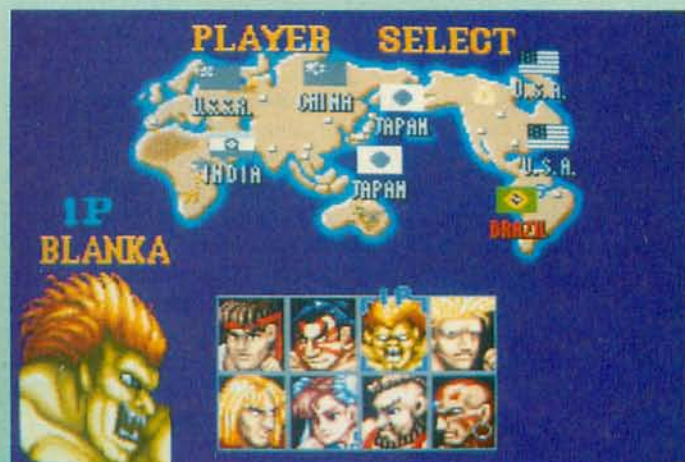 PLAYER SELECT
U.S.A.
U.S.S.R.
CHINA
JAPAN
U.S.A.
INDIA
JAPAN
BRAZIL
1P
BLANKA
1P